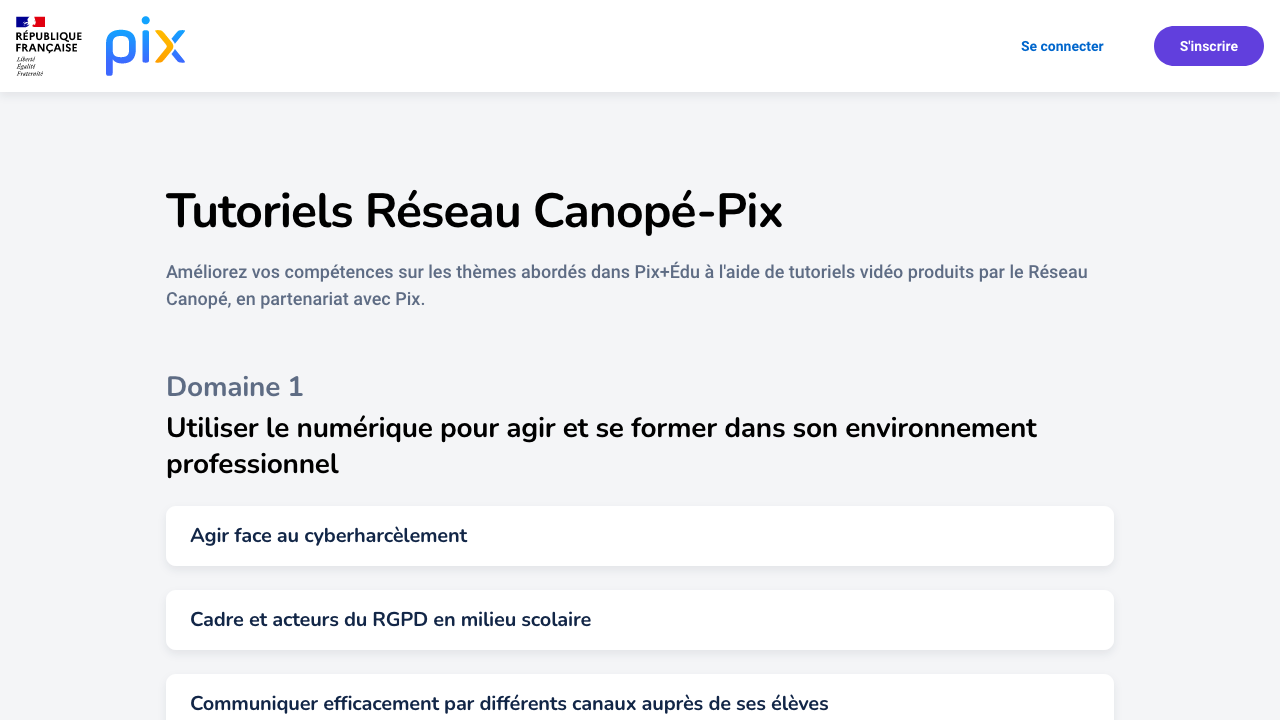 RÉPUBLIQUE
FRANÇAISE
Liberté
Égalité
Fraternité
pix
Se connecter
S'inscrire
Tutoriels Réseau Canopé-Pix
Améliorez vos compétences sur les thèmes abordés dans Pix+Édu à l'aide de tutoriels vidéo produits par le Réseau
Canopé, en partenariat avec Pix.
Domaine 1
Utiliser le numérique pour agir et se former dans son environnement
professionnel
Agir face au cyberharcèlement
Cadre et acteurs du RGPD en milieu scolaire
Communiquer efficacement par différents canaux auprès de ses élèves